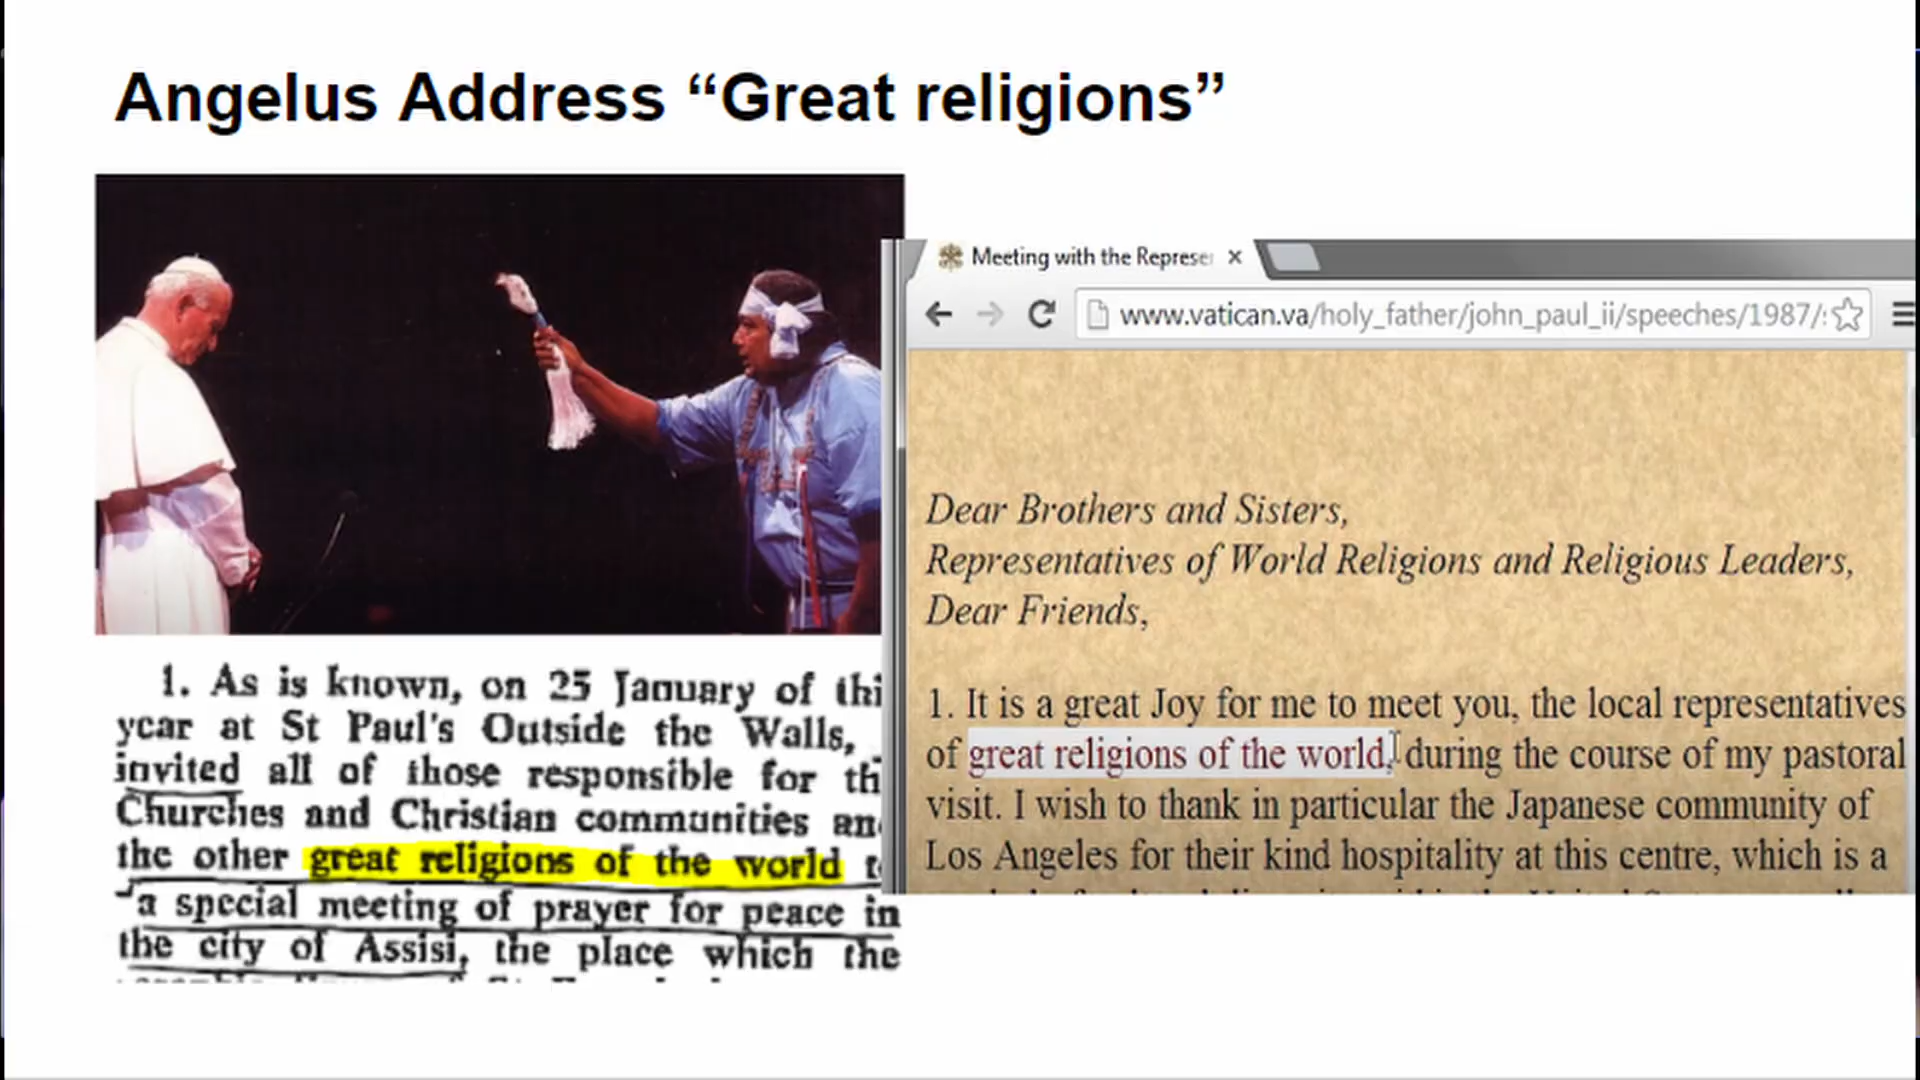 Angelus Address “Great religions”
Meeting with the Represe
www.vatican.va/holy_father/john_paul_ii/speeches/1987/
Dear Brothers and Sisters,
Representatives of World Religions and Religious Leaders,
Dear Friends,
1. It is a great Joy for me to meet you, the local representatives
of great religions of the world, during the course of my pastoral
visit. I wish to thank in particular the Japanese community of
Los Angeles for their kind hospitality at this centre, which is a
1. As is known, on 25 January of thi
year at St Paul's Outside the Walls,
invited all of those responsible for th
Churches and Christian communities an
the other great religions of the world t
a special meeting of prayer for peace in
the city of Assisi, the place which the